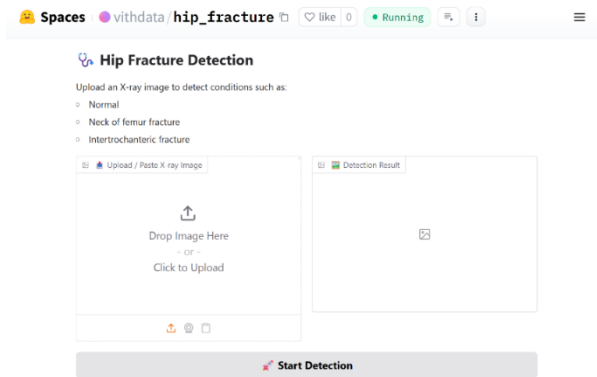 Spaces vithdata/hip_fracture like 0 Running
Hip Fracture Detection
Upload an X-ray image to detect conditions such as:
Normal
Neck of femur fracture
Intertrochanteric fracture
Upload / Paste X-ray Image
Detection Result
Drop Image Here
- or -
Click to Upload
Start Detection